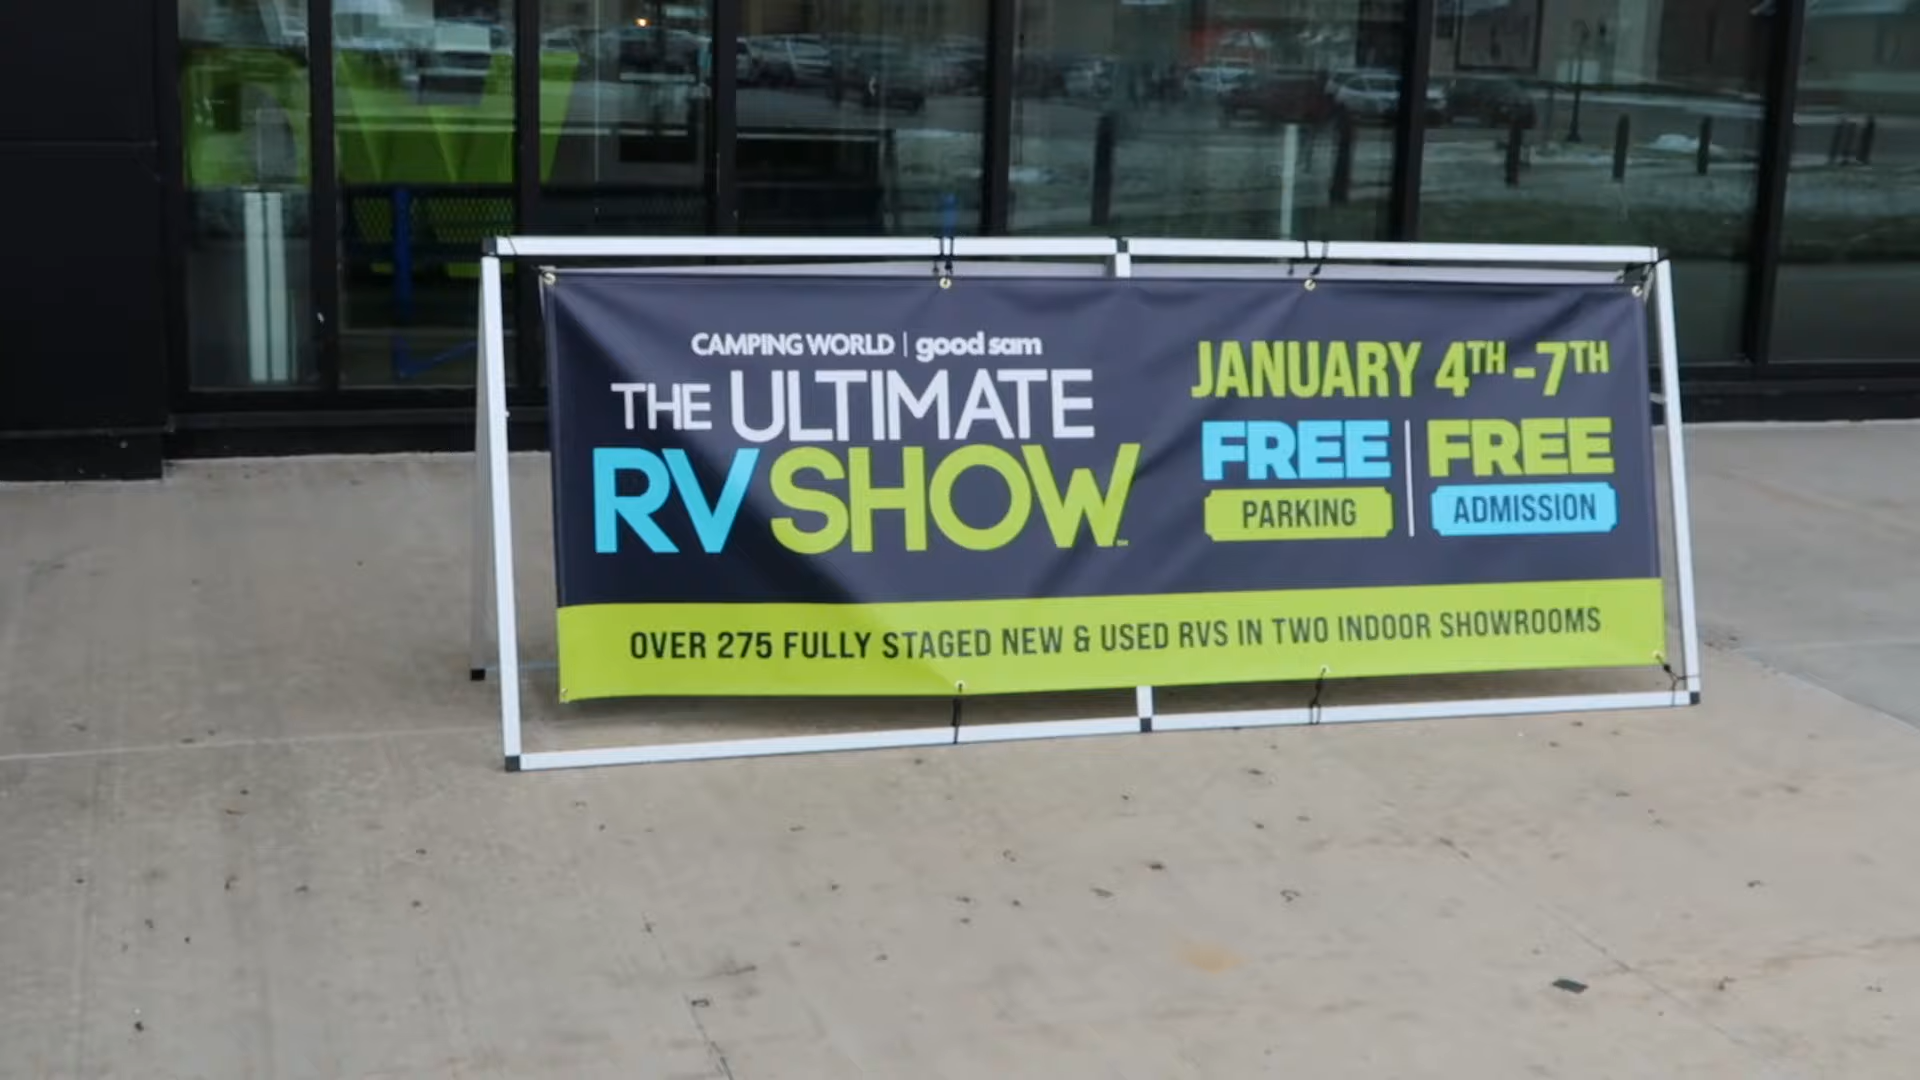 CAMPING WORLD | good sam
THE ULTIMATE
RV SHOW
JANUARY 4TH-7TH
FREE PARKING | FREE ADMISSION
OVER 275 FULLY STAGED NEW & USED RVS IN TWO INDOOR SHOWROOMS